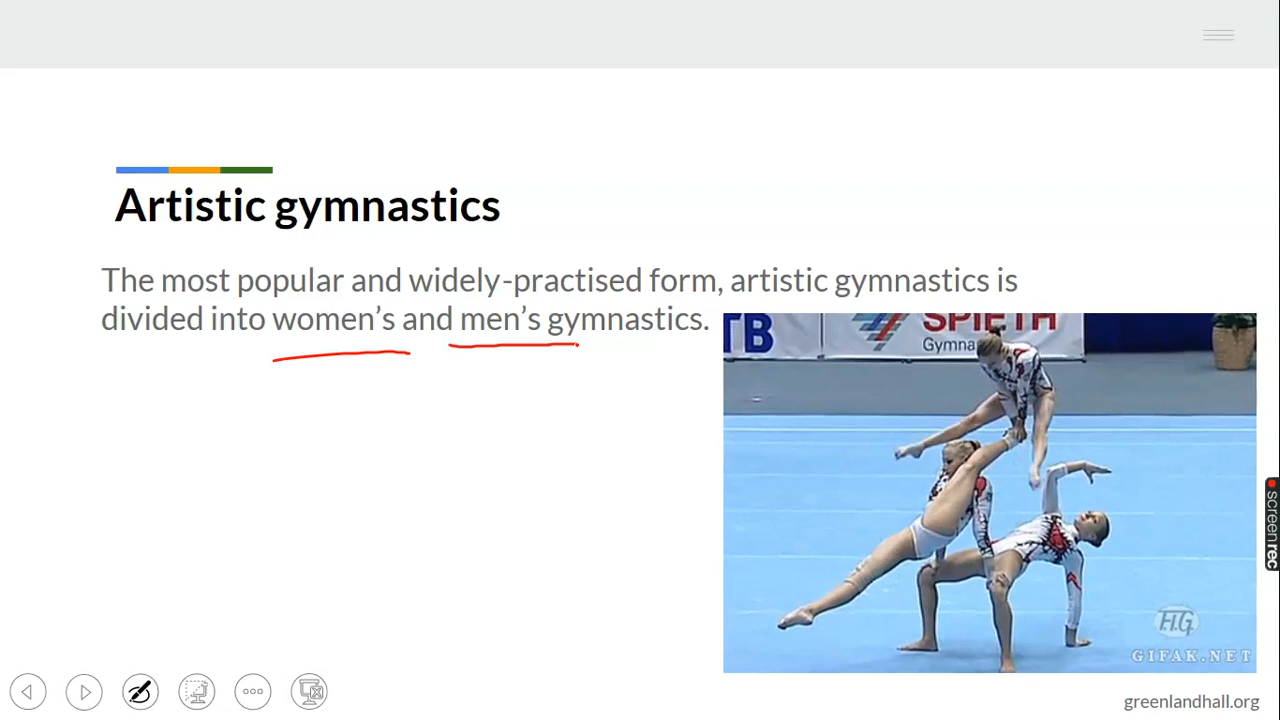 Artistic gymnastics
The most popular and widely-practised form, artistic gymnastics is
divided into women’s and men’s gymnastics.
TB
SPIETH
Gymna
FIG
GIFAK.NET
screenrec
greenlandhall.org